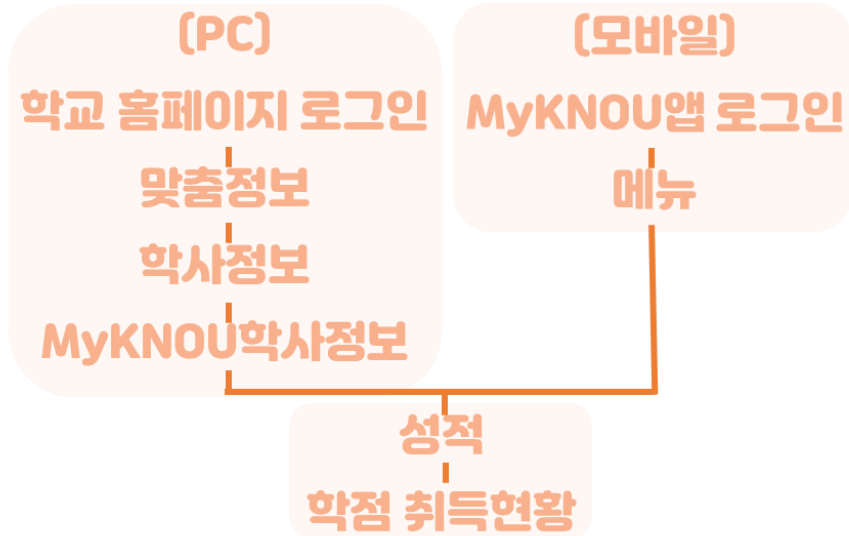 (PC)
학교 홈페이지 로그인
맞춤정보
학사정보
MyKNOU학사정보
(모바일)
MyKNOU앱 로그인
메뉴
성적
학점 취득현황